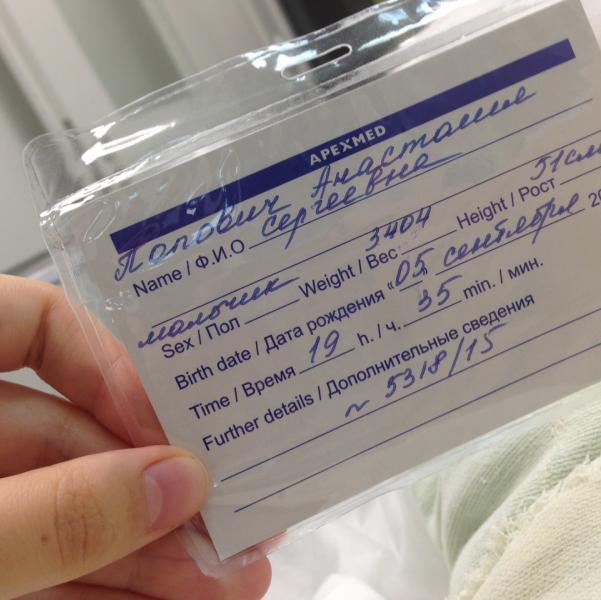 APEXMED
Попович Анастасия
Name / Ф.И.О Сергеевна
мальчик 3404 51см
Sex / Пол Weight / Вес Height / Рост
Birth date / Дата рождения "05" сентября 20
Time / Время 19 h. / ч. 35 min. / мин.
Further details / Дополнительные сведения
~ 5318/15